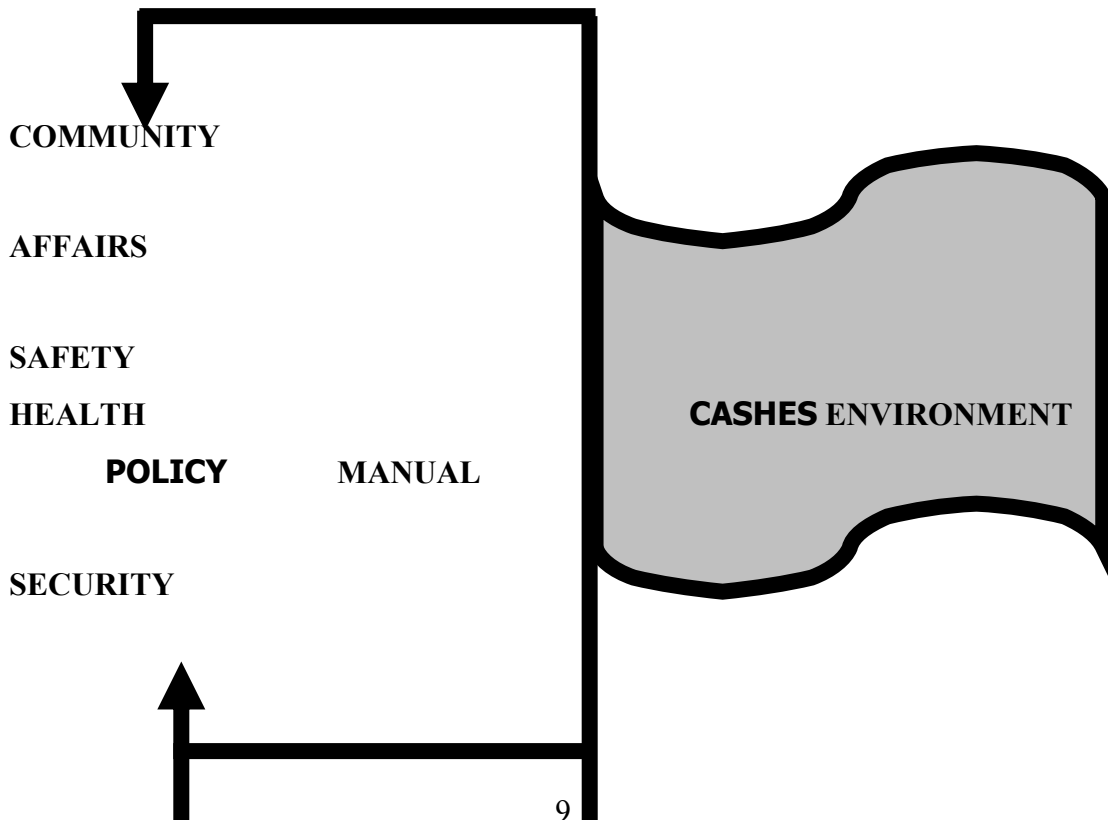 COMMUNITY
AFFAIRS
SAFETY
HEALTH CASHES ENVIRONMENT
POLICY MANUAL
SECURITY
9